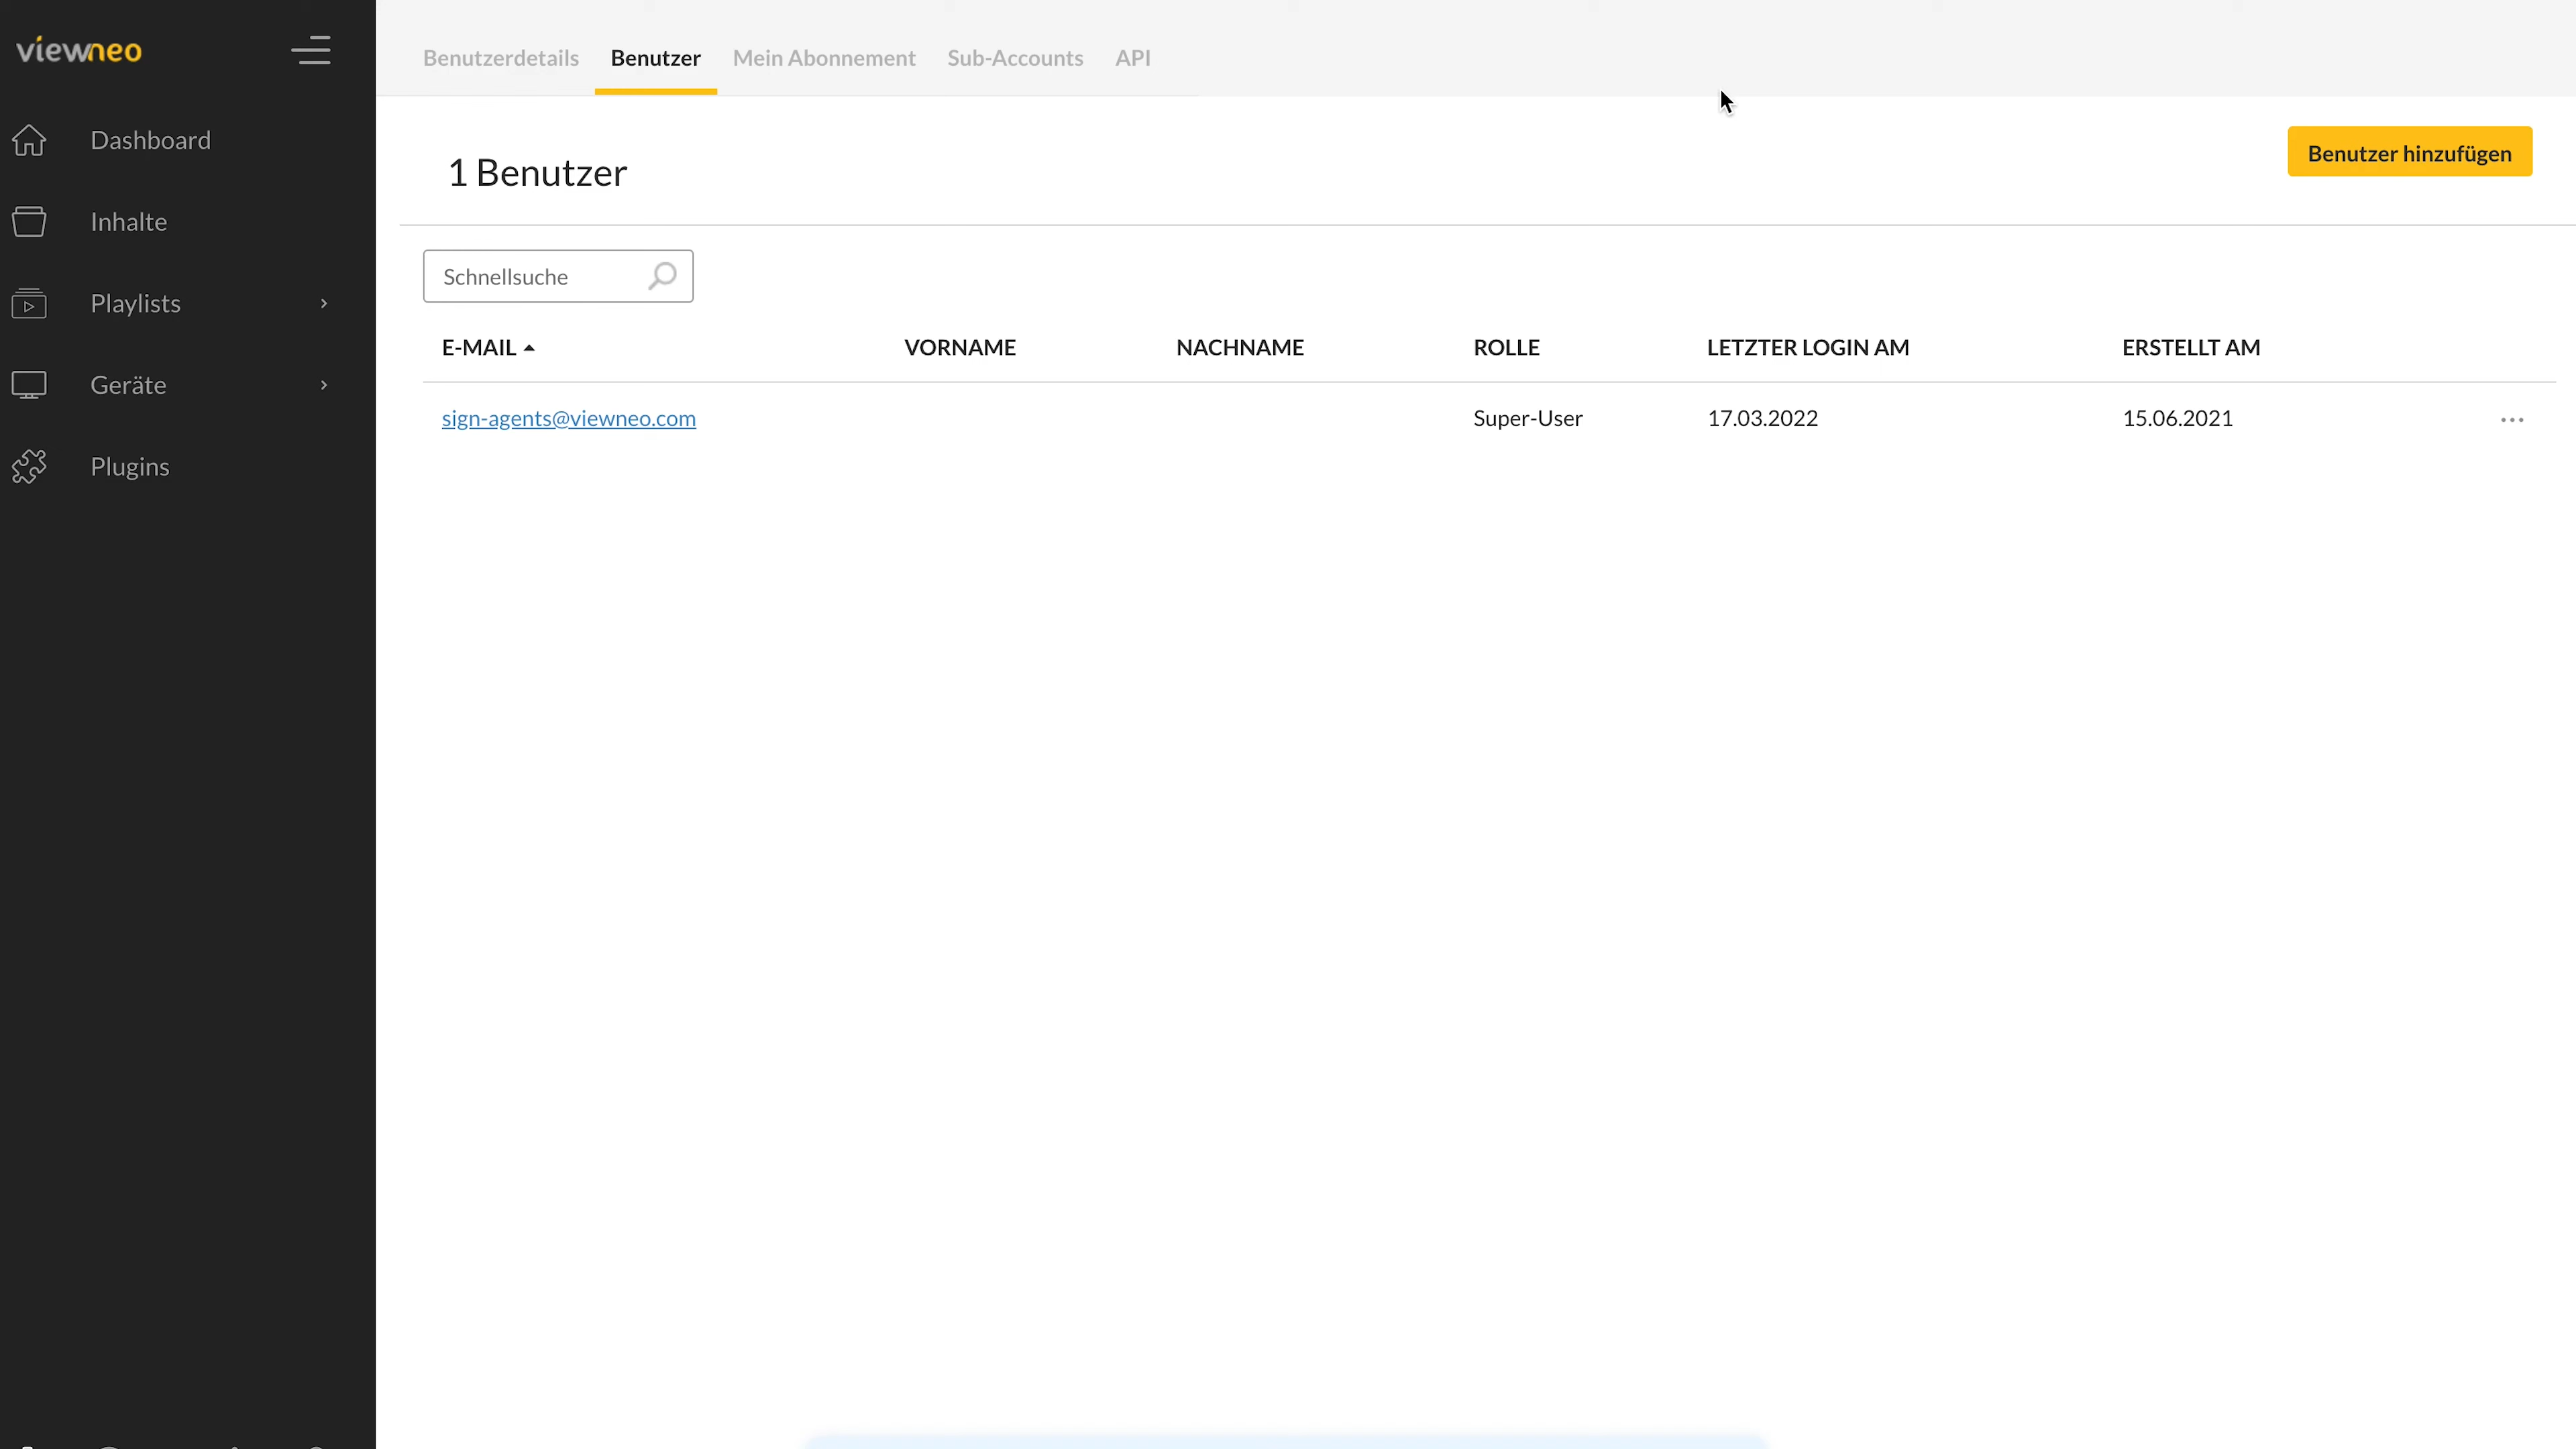 viewneo
Dashboard
Inhalte
Playlists
Geräte
Plugins
Benutzerdetails Benutzer Mein Abonnement Sub-Accounts API
1 Benutzer
Benutzer hinzufügen
Schnellsuche
E-MAIL VORNAME NACHNAME ROLLE LETZTER LOGIN AM ERSTELLT AM
sign-agents@viewneo.com Super-User 17.03.2022 15.06.2021